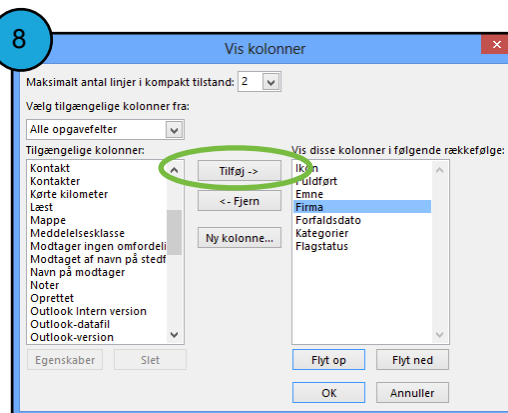 8
Vis kolonner
Maksimalt antal linjer i kompakt tilstand: 2
Vælg tilgængelige kolonner fra:
Alle opgavefelter
Tilgængelige kolonner:
Kontakt
Kontakter
Kørte kilometer
Læst
Mappe
Meddelelsesklasse
Modtager ingen omfordeli
Modtaget af navn på stedf
Navn på modtager
Noter
Oprettet
Outlook Intern version
Outlook-datafil
Outlook-version
Egenskaber
Slet
Tilføj ->
<- Fjern
Ny kolonne...
Vis disse kolonner i følgende rækkefølge:
Ikon
Fuldført
Emne
Firma
Forfaldsdato
Kategorier
Flagstatus
Flyt op
Flyt ned
OK
Annuller